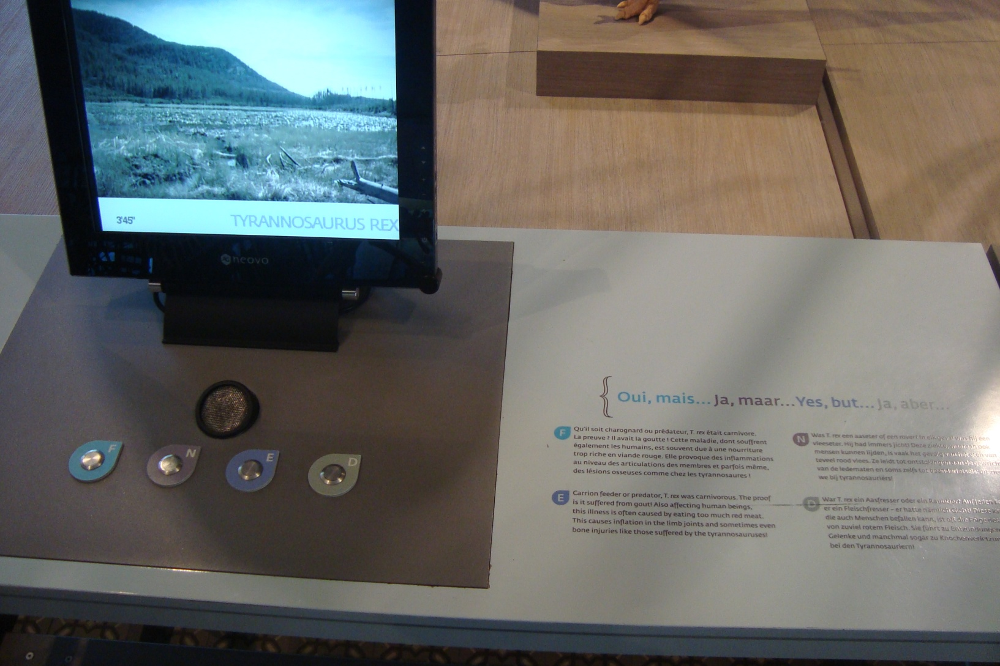 3'45"
TYRANNOSAURUS REX
neovo
F
N
E
D
Oui, mais... Ja, maar... Yes, but... Ja, aber...
F
Qu'il soit charognard ou prédateur, T. rex était carnivore.
La preuve ? Il avait la goutte ! Cette maladie, dont souffrent
également les humains, est souvent due à une nourriture
trop riche en viande rouge. Elle provoque des inflammations
au niveau des articulations des membres et parfois même,
des lésions osseuses comme chez les tyrannosaures !
N
Was T. rex een aaseter of een rover? In elk geval was hij een
vleeseter. Hij had immers jicht! Deze ziekte, waaraan ook
mensen kunnen lijden, is vaak het gevolg van het eten van
teveel rood vlees. Ze leidt tot ontstekingen aan de
van de ledematen en soms zelfs tot
we bij tyrannosauriërs!
E
Carrion feeder or predator, T. rex was carnivorous. The proof
is it suffered from gout! Also affecting human beings,
this illness is often caused by eating too much red meat.
This causes inflation in the limb joints and sometimes even
bone injuries like those suffered by the tyrannosauruses!
D
War T. rex ein Aasfresser oder ein Raubtier? Auf jeden
er ein Fleischfresser – er hatte nämlich Gicht! Diese
die auch Menschen befallen kann, ist oft die Folge des
von zuviel rotem Fleisch. Sie führt zu Entzündungen
Gelenke und manchmal sogar zu
bei den Tyrannosauriern!